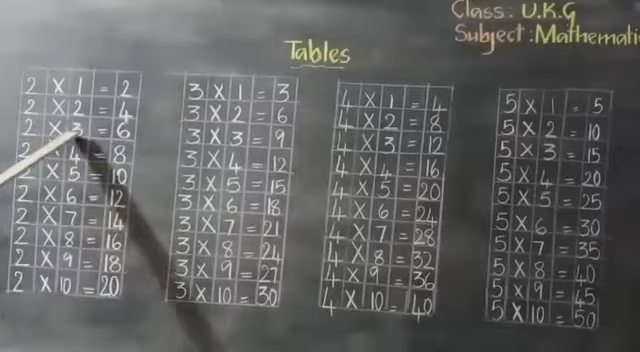 Class: U.K.G
Subject: Mathemati
Tables
2 X 1 = 2
2 X 2 = 4
2 X 3 = 6
2 X 4 = 8
2 X 5 = 10
2 X 6 = 12
2 X 7 = 14
2 X 8 = 16
2 X 9 = 18
2 X 10 = 20
3 X 1 = 3
3 X 2 = 6
3 X 3 = 9
3 X 4 = 12
3 X 5 = 15
3 X 6 = 18
3 X 7 = 21
3 X 8 = 24
3 X 9 = 27
3 X 10 = 30
4 X 1 = 4
4 X 2 = 8
4 X 3 = 12
4 X 4 = 16
4 X 5 = 20
4 X 6 = 24
4 X 7 = 28
4 X 8 = 32
4 X 9 = 36
4 X 10 = 40
5 X 1 = 5
5 X 2 = 10
5 X 3 = 15
5 X 4 = 20
5 X 5 = 25
5 X 6 = 30
5 X 7 = 35
5 X 8 = 40
5 X 9 = 45
5 X 10 = 50